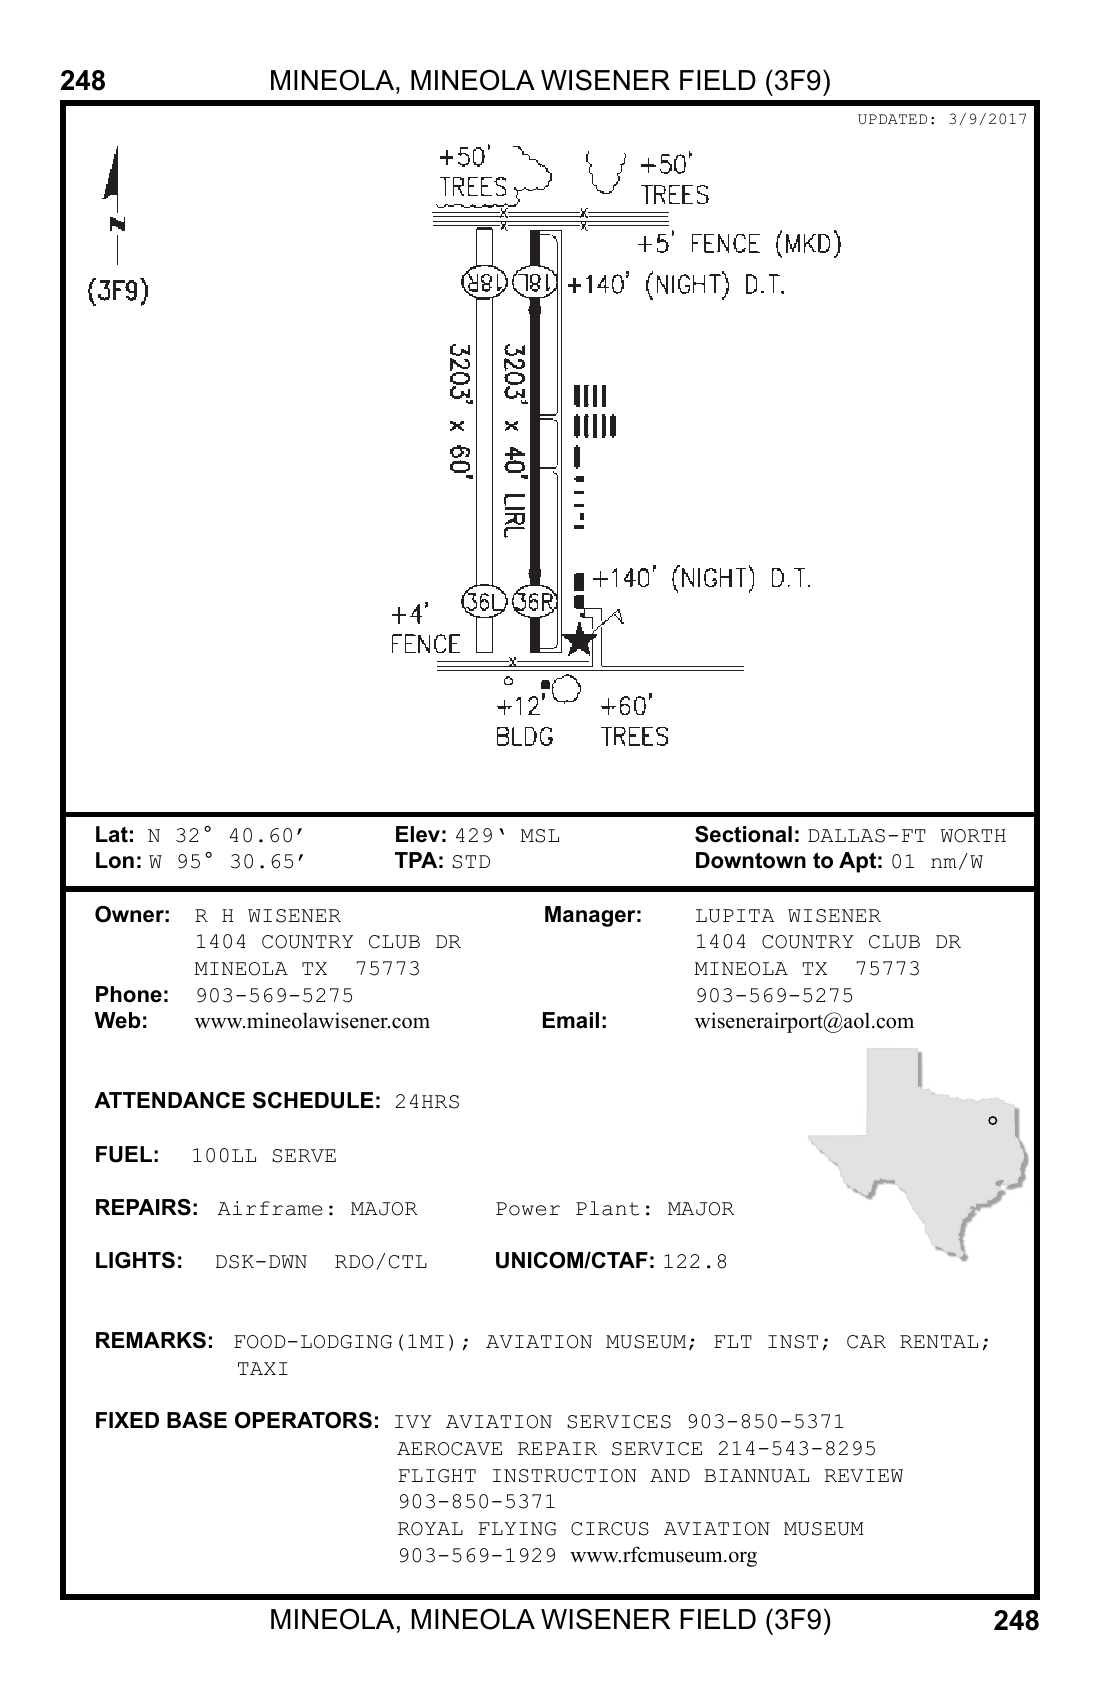 248 MINEOLA, MINEOLA WISENER FIELD (3F9)
UPDATED: 3/9/2017
+50'
TREES
+50'
TREES
N
+5' FENCE (MKD)
(3F9)
18R 18L +140' (NIGHT) D.T.
3203' x 60'
3203' x 40' LIRL
+140' (NIGHT) D.T.
36L 36R
+4'
FENCE
+12'
BLDG
+60'
TREES
Lat: N 32° 40.60’ Elev: 429‘ MSL Sectional: DALLAS-FT WORTH
Lon: W 95° 30.65’ TPA: STD Downtown to Apt: 01 nm/W
Owner: R H WISENER Manager: LUPITA WISENER
1404 COUNTRY CLUB DR 1404 COUNTRY CLUB DR
MINEOLA TX 75773 MINEOLA TX 75773
Phone: 903-569-5275 903-569-5275
Web: www.mineolawisener.com Email: wisenerairport@aol.com
ATTENDANCE SCHEDULE: 24HRS
FUEL: 100LL SERVE
REPAIRS: Airframe: MAJOR Power Plant: MAJOR
LIGHTS: DSK-DWN RDO/CTL UNICOM/CTAF: 122.8
REMARKS: FOOD-LODGING(1MI); AVIATION MUSEUM; FLT INST; CAR RENTAL;
TAXI
FIXED BASE OPERATORS: IVY AVIATION SERVICES 903-850-5371
AEROCAVE REPAIR SERVICE 214-543-8295
FLIGHT INSTRUCTION AND BIANNUAL REVIEW
903-850-5371
ROYAL FLYING CIRCUS AVIATION MUSEUM
903-569-1929 www.rfcmuseum.org
MINEOLA, MINEOLA WISENER FIELD (3F9) 248